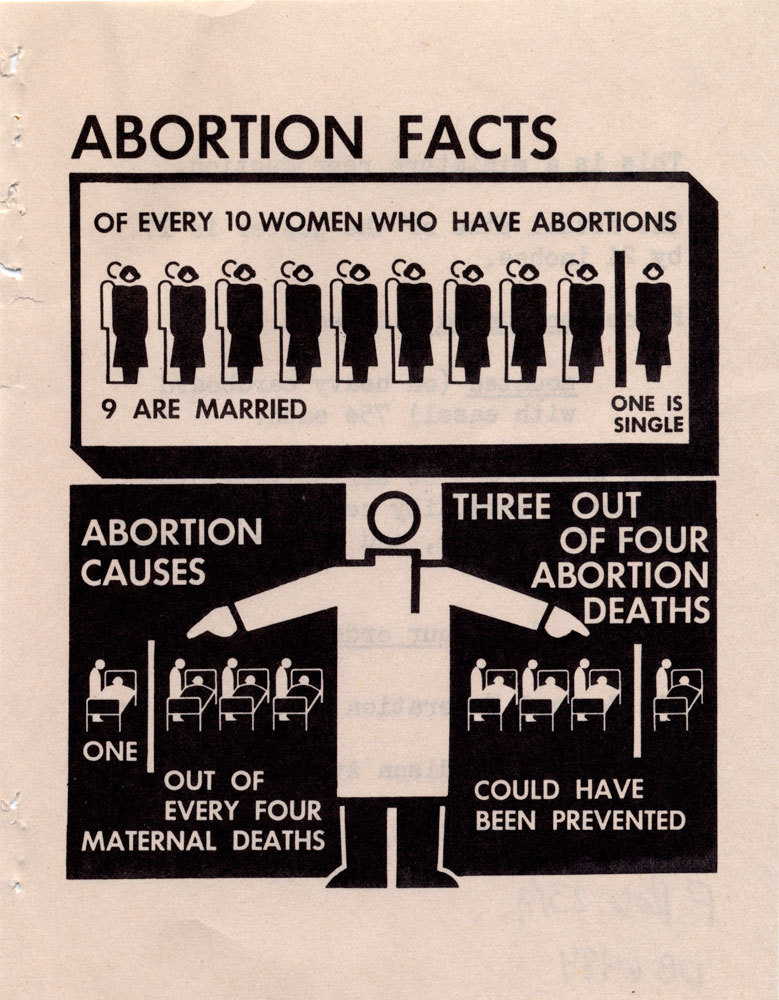 ABORTION FACTS
OF EVERY 10 WOMEN WHO HAVE ABORTIONS
9 ARE MARRIED
ONE IS
SINGLE
ABORTION
CAUSES
ONE
OUT OF
EVERY FOUR
MATERNAL DEATHS
THREE OUT
OF FOUR
ABORTION
DEATHS
COULD HAVE
BEEN PREVENTED